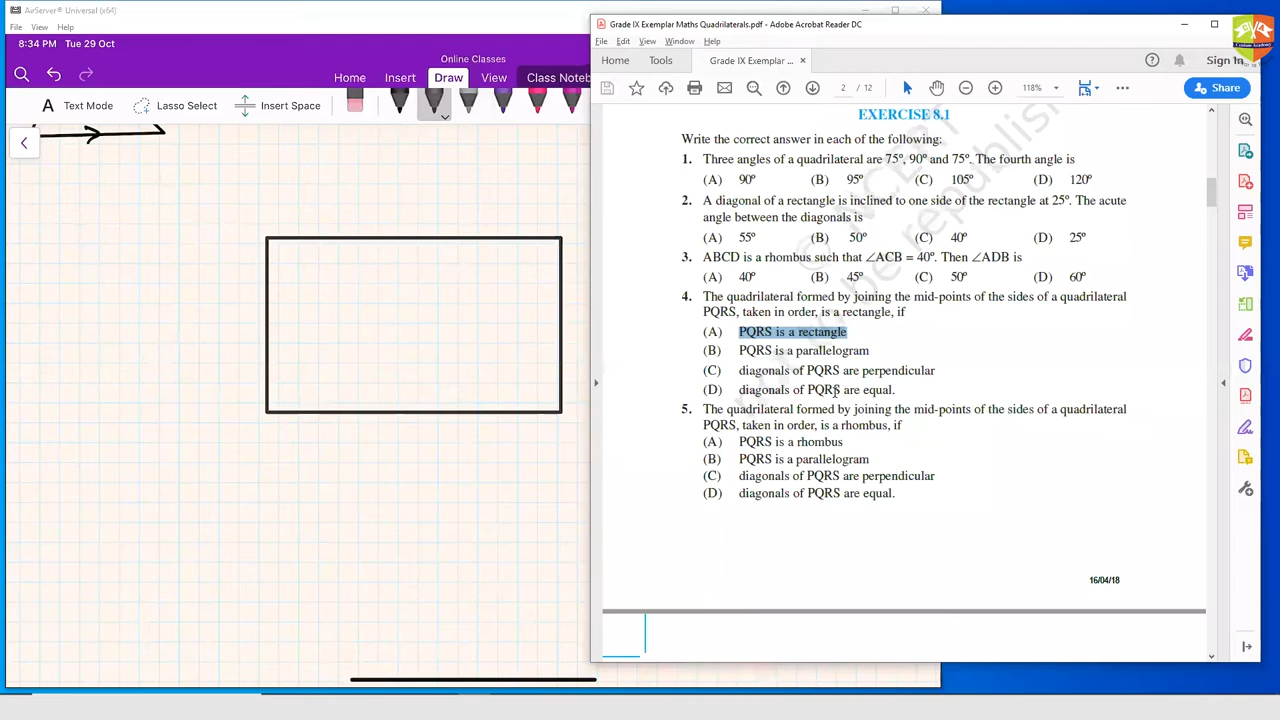 AirServer® Universal (x64)
File View Help
8:34 PM Tue 29 Oct
Online Classes
Home Insert Draw View Class Noteb
Text Mode Lasso Select Insert Space
Grade IX Exemplar Maths Quadrilaterals.pdf - Adobe Acrobat Reader DC
File Edit View Window Help
Home Tools Grade IX Exemplar ... × Sign In
2 / 12 118% Share
EXERCISE 8.1
Write the correct answer in each of the following:
1. Three angles of a quadrilateral are 75º, 90º and 75º. The fourth angle is
(A) 90º (B) 95º (C) 105º (D) 120º
2. A diagonal of a rectangle is inclined to one side of the rectangle at 25º. The acute
angle between the diagonals is
(A) 55º (B) 50º (C) 40º (D) 25º
3. ABCD is a rhombus such that ∠ACB = 40º. Then ∠ADB is
(A) 40º (B) 45º (C) 50º (D) 60º
4. The quadrilateral formed by joining the mid-points of the sides of a quadrilateral
PQRS, taken in order, is a rectangle, if
(A) PQRS is a rectangle
(B) PQRS is a parallelogram
(C) diagonals of PQRS are perpendicular
(D) diagonals of PQRS are equal.
5. The quadrilateral formed by joining the mid-points of the sides of a quadrilateral
PQRS, taken in order, is a rhombus, if
(A) PQRS is a rhombus
(B) PQRS is a parallelogram
(C) diagonals of PQRS are perpendicular
(D) diagonals of PQRS are equal.
16/04/18